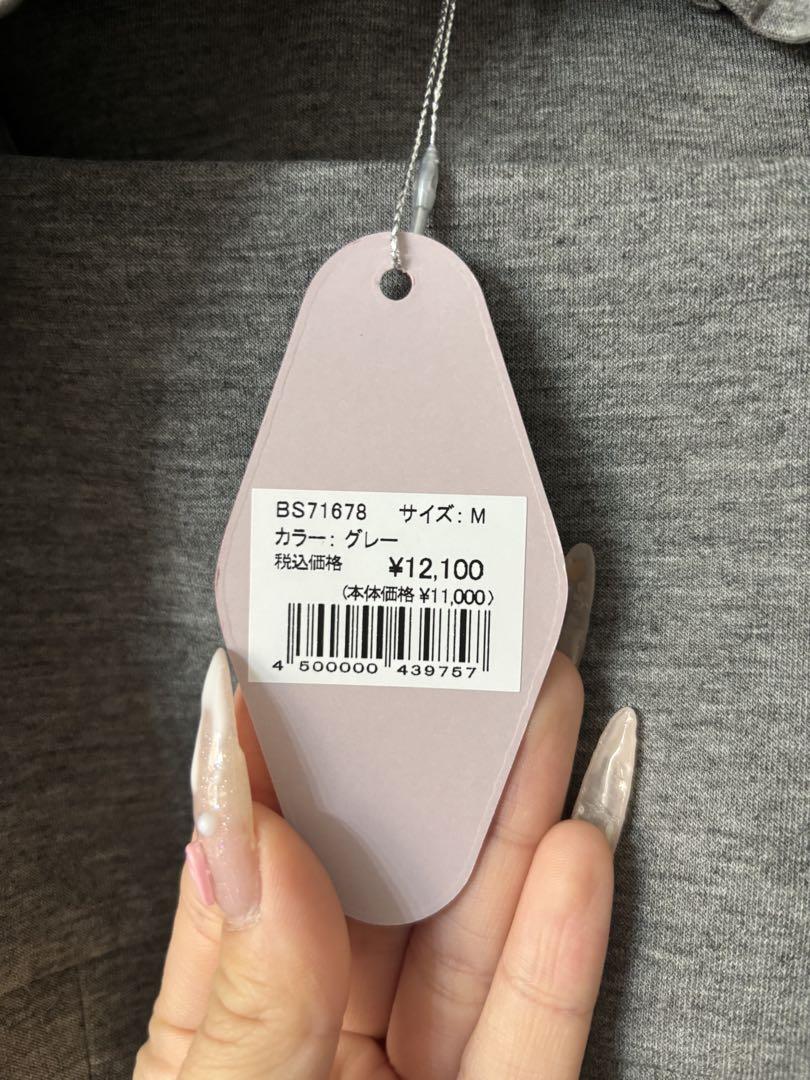 BS71678 サイズ: M
カラー: グレー
税込価格 ¥12,100
(本体価格 ¥11,000)
4 500000 439757